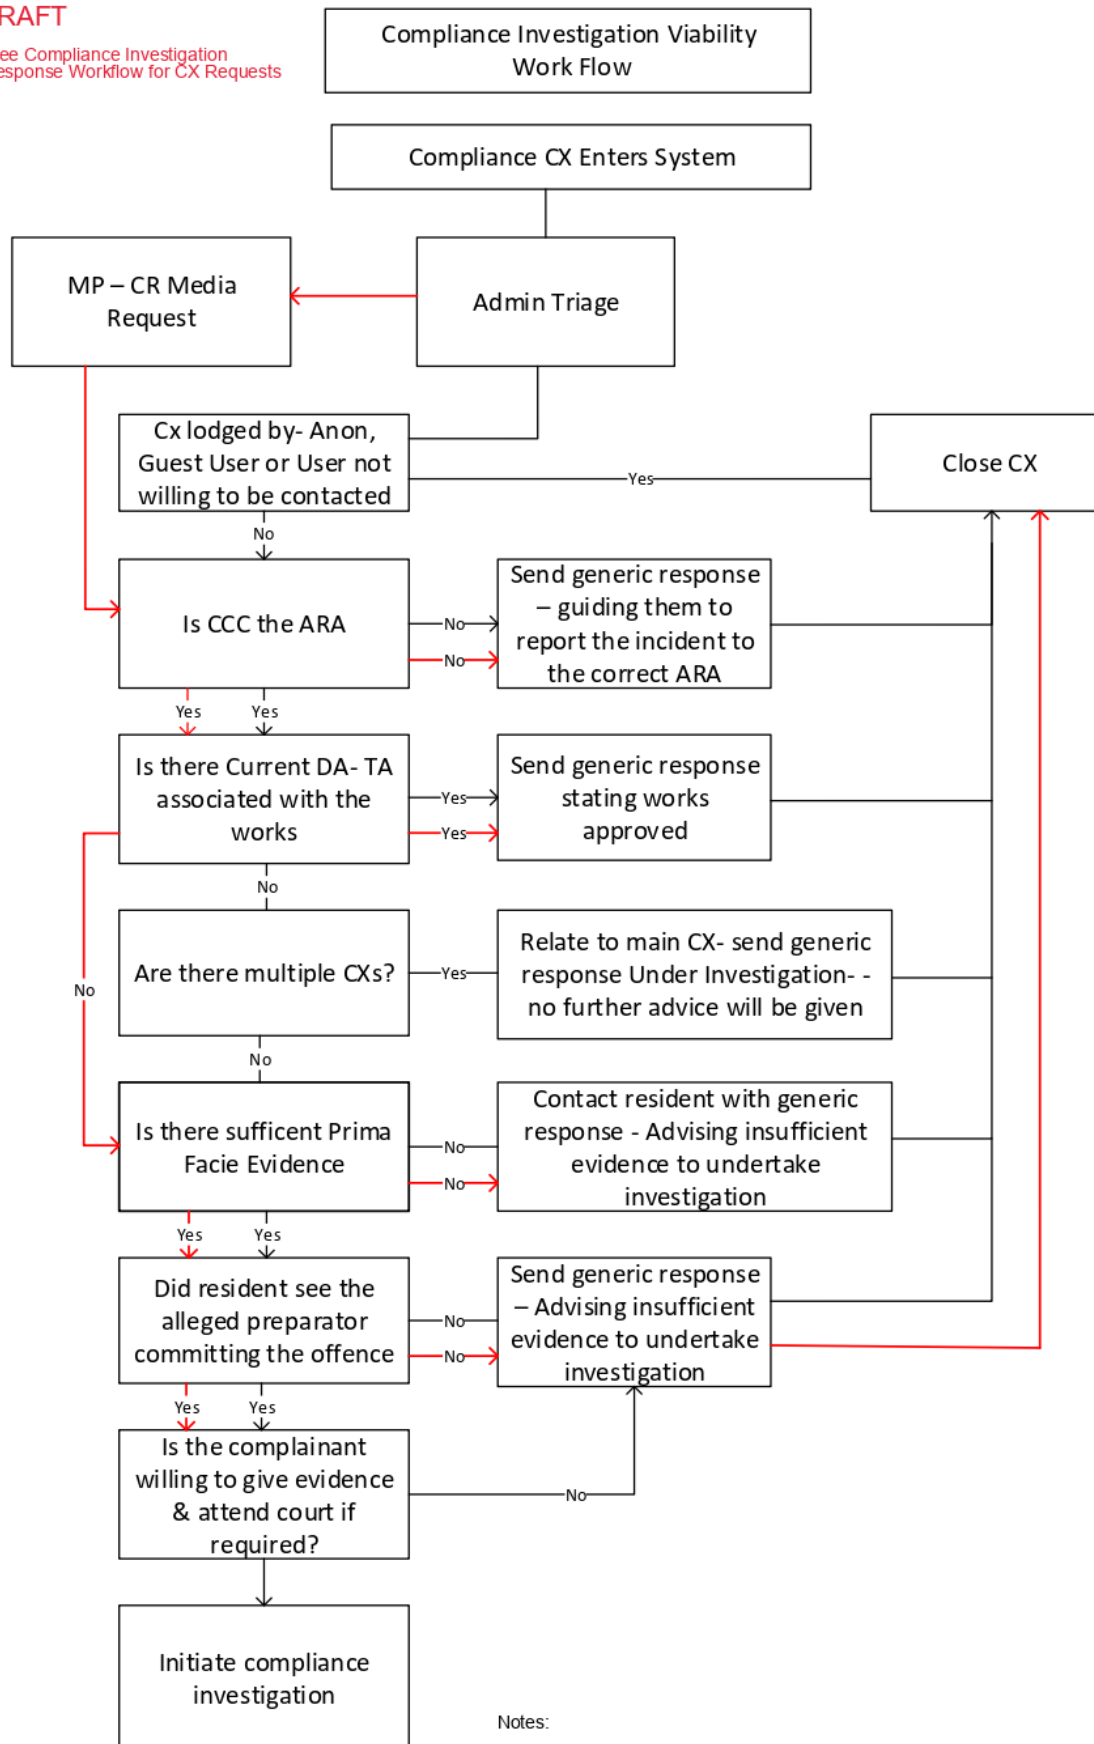 RAFT
ee Compliance Investigation
esponse Workflow for CX Requests
Compliance Investigation Viability
Work Flow
Compliance CX Enters System
MP – CR Media
Request
Admin Triage
Cx lodged by- Anon,
Guest User or User not
willing to be contacted
Yes
Close CX
No
Is CCC the ARA
No
No
Send generic response
– guiding them to
report the incident to
the correct ARA
Yes
Yes
Is there Current DA- TA
associated with the
works
Yes
Yes
Send generic response
stating works
approved
No
No
Are there multiple CXs?
Yes
Relate to main CX- send generic
response Under Investigation- -
no further advice will be given
No
Is there sufficent Prima
Facie Evidence
No
No
Contact resident with generic
response - Advising insufficient
evidence to undertake
investigation
Yes
Yes
Did resident see the
alleged preparator
committing the offence
No
No
Send generic response
– Advising insufficient
evidence to undertake
investigation
Yes
Yes
Is the complainant
willing to give evidence
& attend court if
required?
No
Initiate compliance
investigation
Notes: